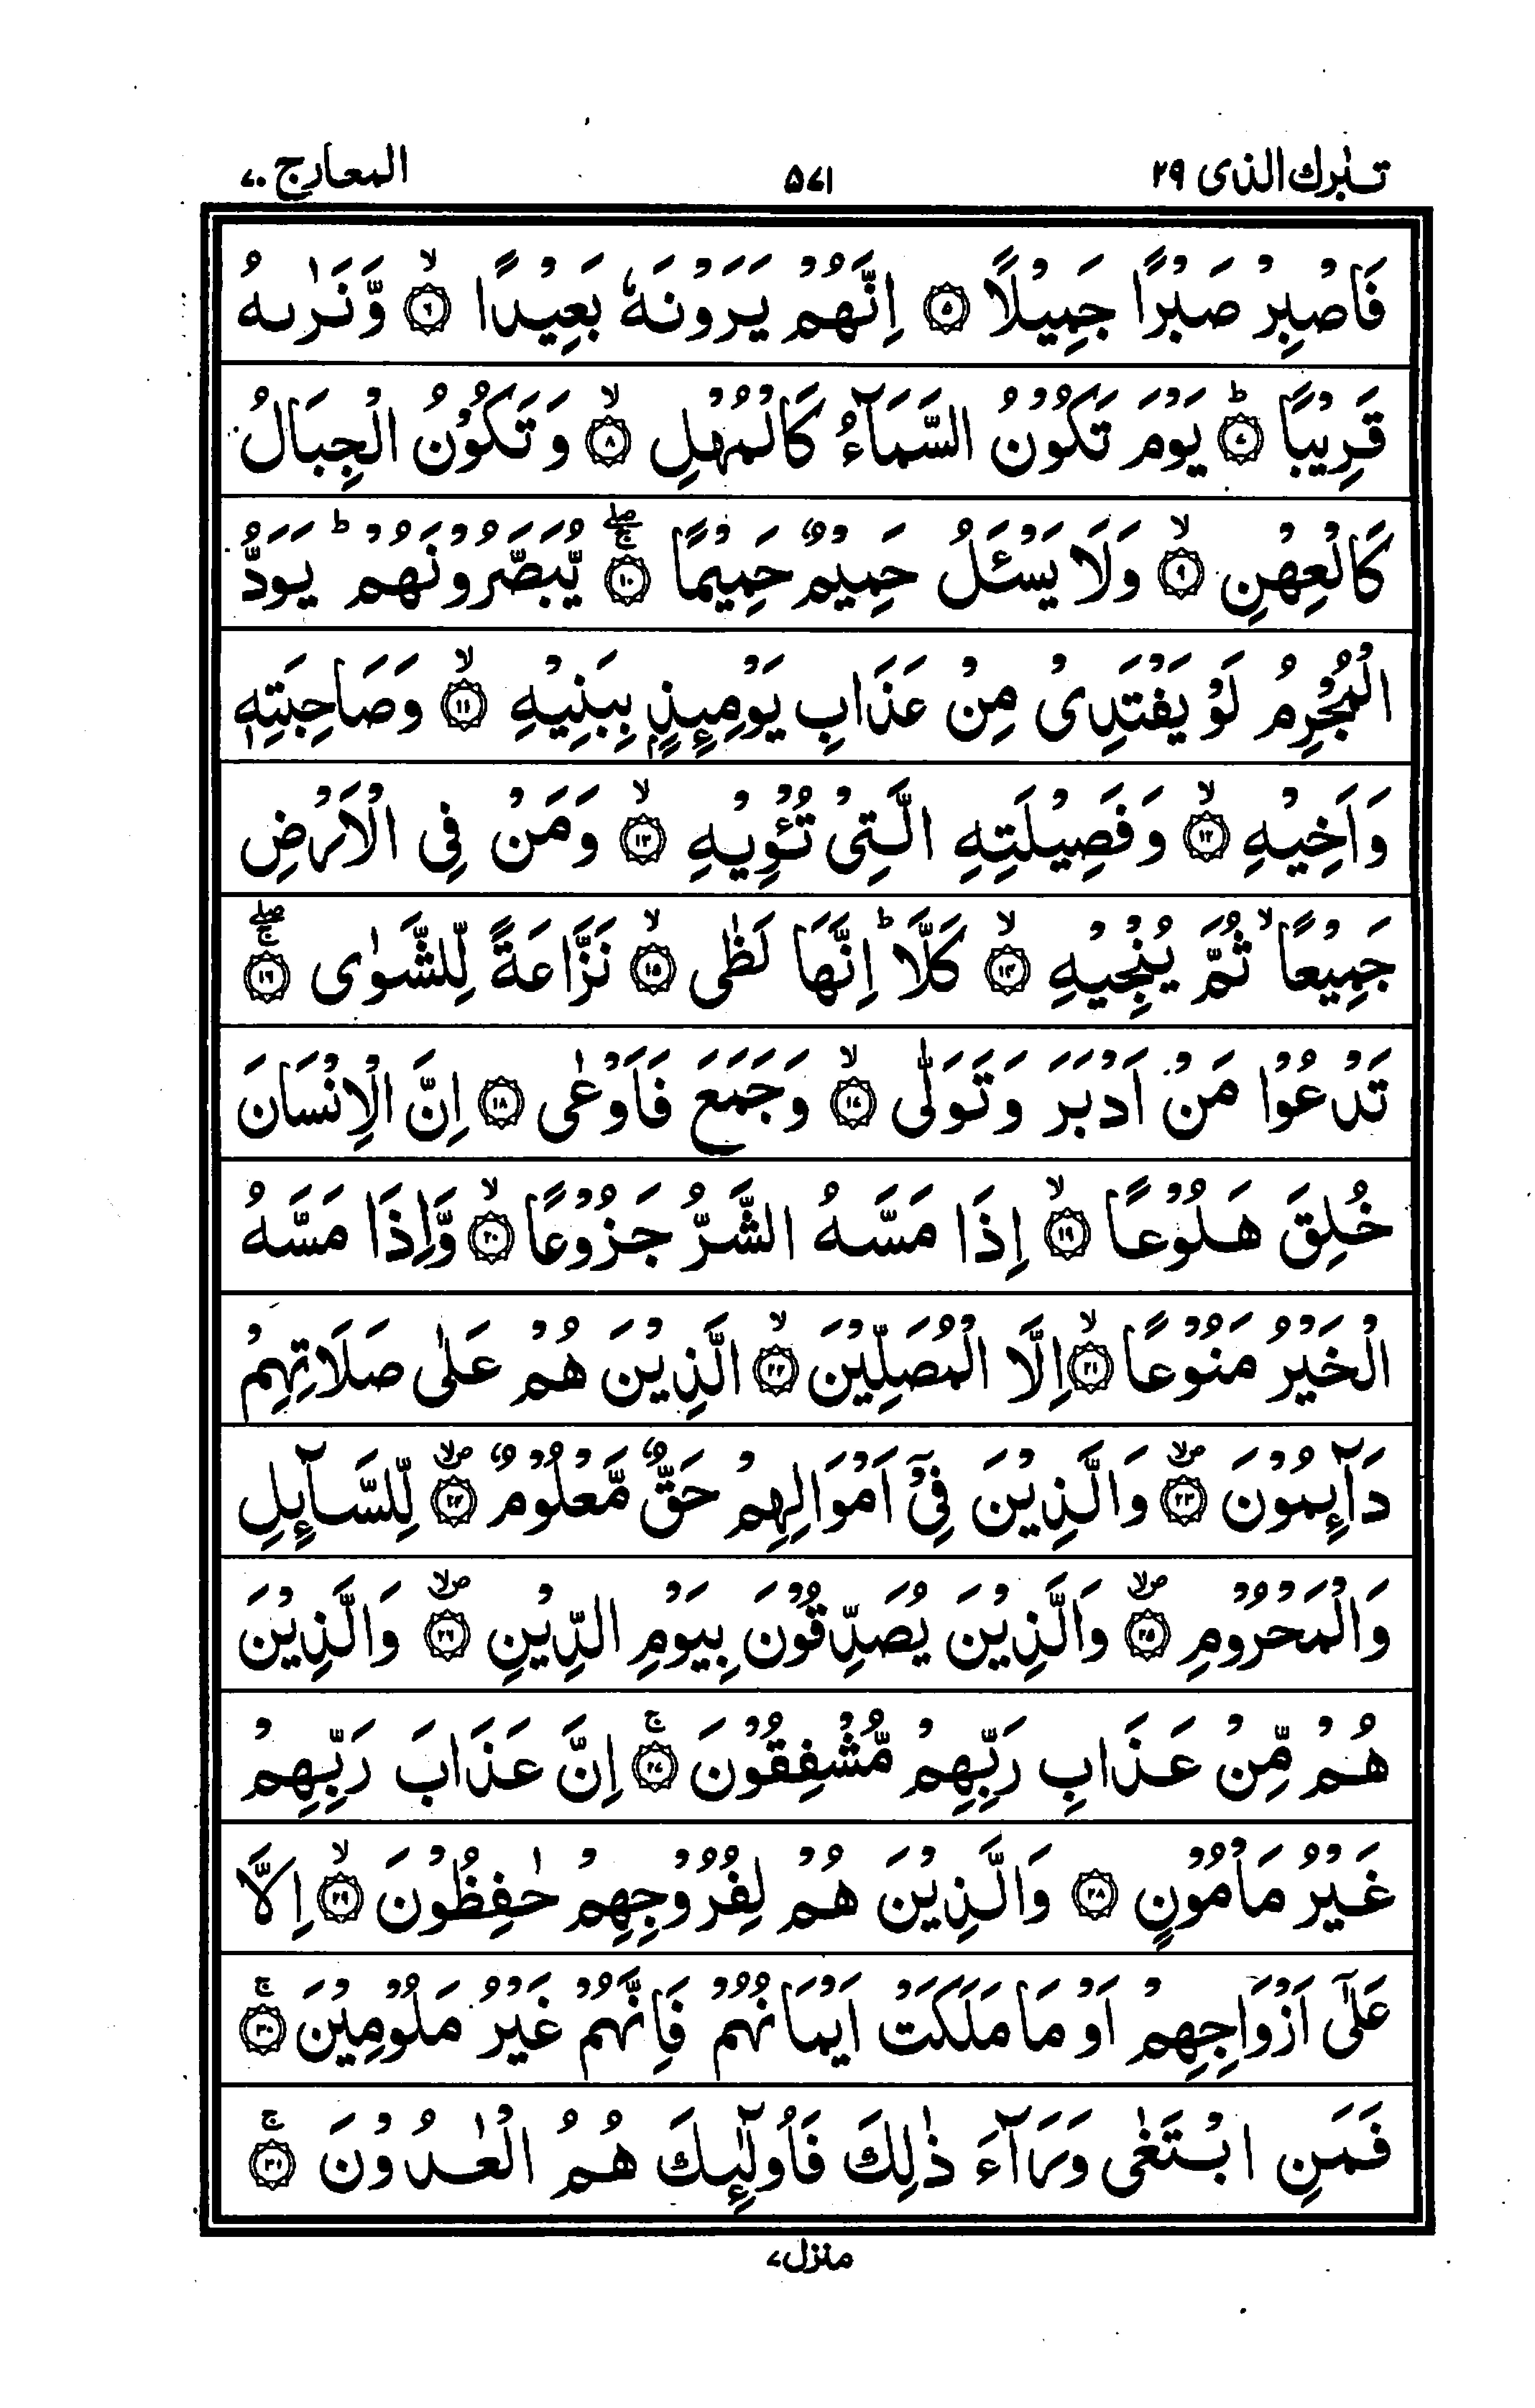 تبٰرك الذى ٢٩ ٥٧١ المعارج ٧٠
فَاصْبِرْ صَبْرًا جَمِيْلًا ﴿٥﴾ اِنَّهُمْ يَرَوْنَهٗ بَعِيْدًا ۙ﴿٦﴾ وَّنَرٰىهُ
قَرِيْبًا ؕ﴿٧﴾ يَوْمَ تَكُوْنُ السَّمَآءُ كَالْمُهْلِ ۙ﴿٨﴾ وَتَكُوْنُ الْجِبَالُ
كَالْعِهْنِ ۙ﴿٩﴾ وَلَا يَسْـَٔلُ حَمِيْمٌ حَمِيْمًا ۚۖ﴿١٠﴾ يُّبَصَّرُوْنَهُمْ ؕ يَوَدُّ
الْمُجْرِمُ لَوْ يَفْتَدِىْ مِنْ عَذَابِ يَوْمِئِذٍۭ بِبَنِيْهِ ۙ﴿١١﴾ وَصَاحِبَتِهٖ
وَاَخِيْهِ ۙ﴿١٢﴾ وَفَصِيْلَتِهِ الَّتِىْ تُـْٔوِيْهِ ۙ﴿١٣﴾ وَمَنْ فِى الْاَرْضِ
جَمِيْعًا ۙ ثُمَّ يُنْجِيْهِ ۙ﴿١٤﴾ كَلَّا ؕ اِنَّهَا لَظٰى ۙ﴿١٥﴾ نَزَّاعَةً لِّلشَّوٰى ۚۖ﴿١٦﴾
تَدْعُوْا مَنْ اَدْبَرَ وَتَوَلّٰى ۙ﴿١٧﴾ وَجَمَعَ فَاَوْعٰى ﴿١٨﴾ اِنَّ الْاِنْسَانَ
خُلِقَ هَلُوْعًا ۙ﴿١٩﴾ اِذَا مَسَّهُ الشَّرُّ جَزُوْعًا ۙ﴿٢٠﴾ وَّاِذَا مَسَّهُ
الْخَيْرُ مَنُوْعًا ۙ﴿٢١﴾ اِلَّا الْمُصَلِّيْنَ ۙ﴿٢٢﴾ الَّذِيْنَ هُمْ عَلٰى صَلَاتِهِمْ
دَآئِمُوْنَ ۪ۙ﴿٢٣﴾ وَالَّذِيْنَ فِىْۤ اَمْوَالِهِمْ حَقٌّ مَّعْلُوْمٌ ۪ۙ﴿٢٤﴾ لِّلسَّآئِلِ
وَالْمَحْرُوْمِ ۪ۙ﴿٢٥﴾ وَالَّذِيْنَ يُصَدِّقُوْنَ بِيَوْمِ الدِّيْنِ ۪ۙ﴿٢٦﴾ وَالَّذِيْنَ
هُمْ مِّنْ عَذَابِ رَبِّهِمْ مُّشْفِقُوْنَ ۚ﴿٢٧﴾ اِنَّ عَذَابَ رَبِّهِمْ
غَيْرُ مَاْمُوْنٍ ﴿٢٨﴾ وَالَّذِيْنَ هُمْ لِفُرُوْجِهِمْ حٰفِظُوْنَ ۙ﴿٢٩﴾ اِلَّا
عَلٰٓى اَزْوَاجِهِمْ اَوْ مَا مَلَكَتْ اَيْمَانُهُمْ فَاِنَّهُمْ غَيْرُ مَلُوْمِيْنَ ۚ﴿٣٠﴾
فَمَنِ ابْتَغٰى وَرَآءَ ذٰلِكَ فَاُولٰٓئِكَ هُمُ الْعٰدُوْنَ ۚ﴿٣١﴾
منزل٧